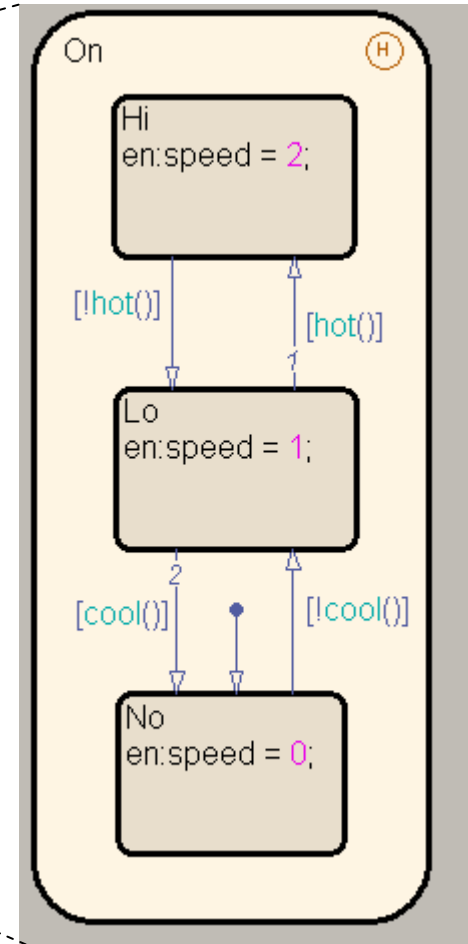 On
H
Hi
en:speed = 2;
[!hot()]
[hot()]
1
Lo
en:speed = 1;
2
[cool()]
[!cool()]
No
en:speed = 0;